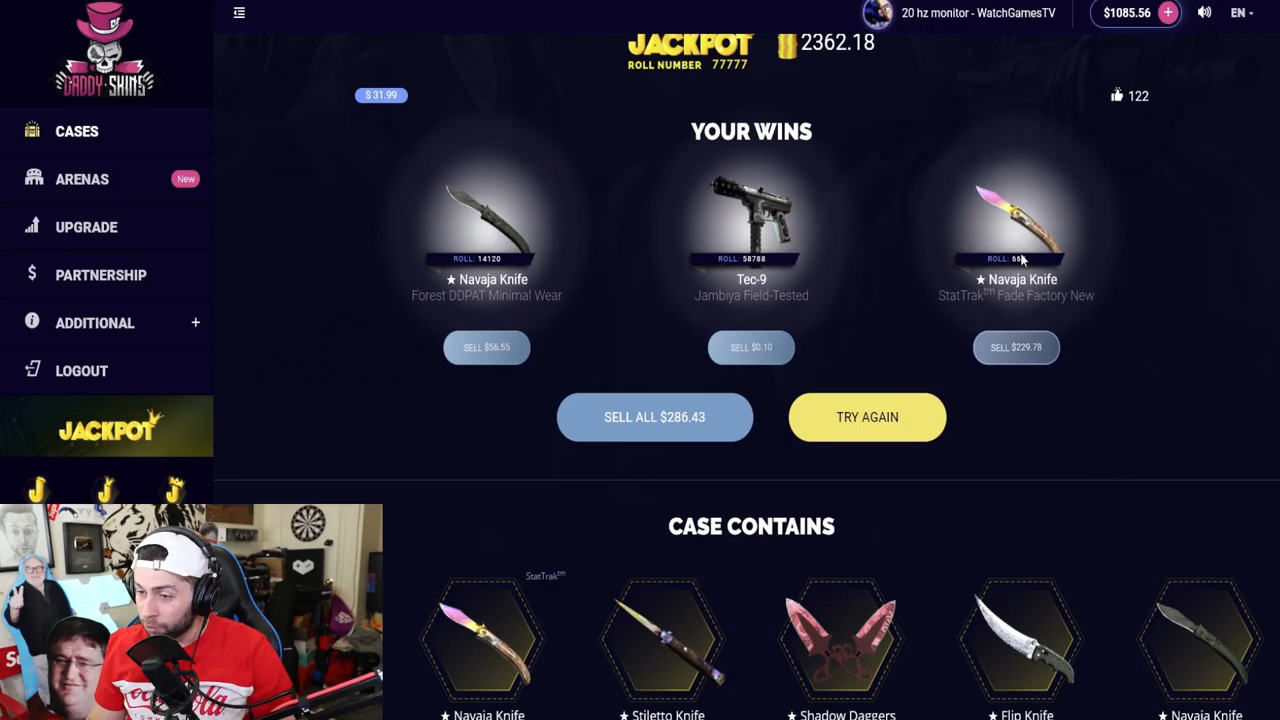 DADDY SKINS
20 hz monitor - WatchGamesTV
$1085.56 +
EN
CASES
ARENAS New
UPGRADE
$ PARTNERSHIP
ADDITIONAL +
LOGOUT
JACKPOT
J J J
JACKPOT 2362.18
ROLL NUMBER 77777
$ 31.99
122
YOUR WINS
ROLL: 14120
★ Navaja Knife
Forest DDPAT Minimal Wear
SELL $56.55
ROLL: 58788
Tec-9
Jambiya Field-Tested
SELL $0.10
ROLL: 66
★ Navaja Knife
StatTrak™ Fade Factory New
SELL $229.78
SELL ALL $286.43
TRY AGAIN
CASE CONTAINS
StatTrak™
★ Navaja Knife
★ Stiletto Knife
★ Shadow Daggers
★ Flip Knife
★ Navaja Knife